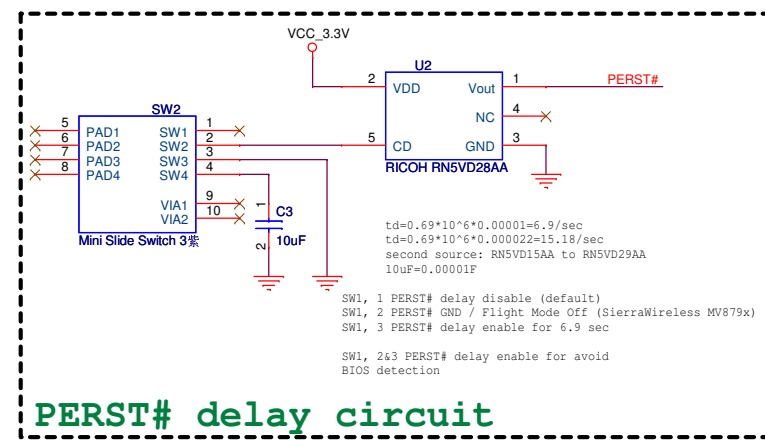 VCC_3.3V
U2
2 VDD Vout 1 PERST#
NC 4
5 CD GND 3
RICOH RN5VD28AA
SW2
5 PAD1 SW1 1
6 PAD2 SW2 2
7 PAD3 SW3 3
8 PAD4 SW4 4
VIA1 9
VIA2 10
Mini Slide Switch 3紫
1 C3
2 10uF
td=0.69*10^6*0.00001=6.9/sec
td=0.69*10^6*0.000022=15.18/sec
second source: RN5VD15AA to RN5VD29AA
10uF=0.00001F
SW1, 1 PERST# delay disable (default)
SW1, 2 PERST# GND / Flight Mode Off (SierraWireless MV879x)
SW1, 3 PERST# delay enable for 6.9 sec
SW1, 2&3 PERST# delay enable for avoid
BIOS detection
PERST# delay circuit